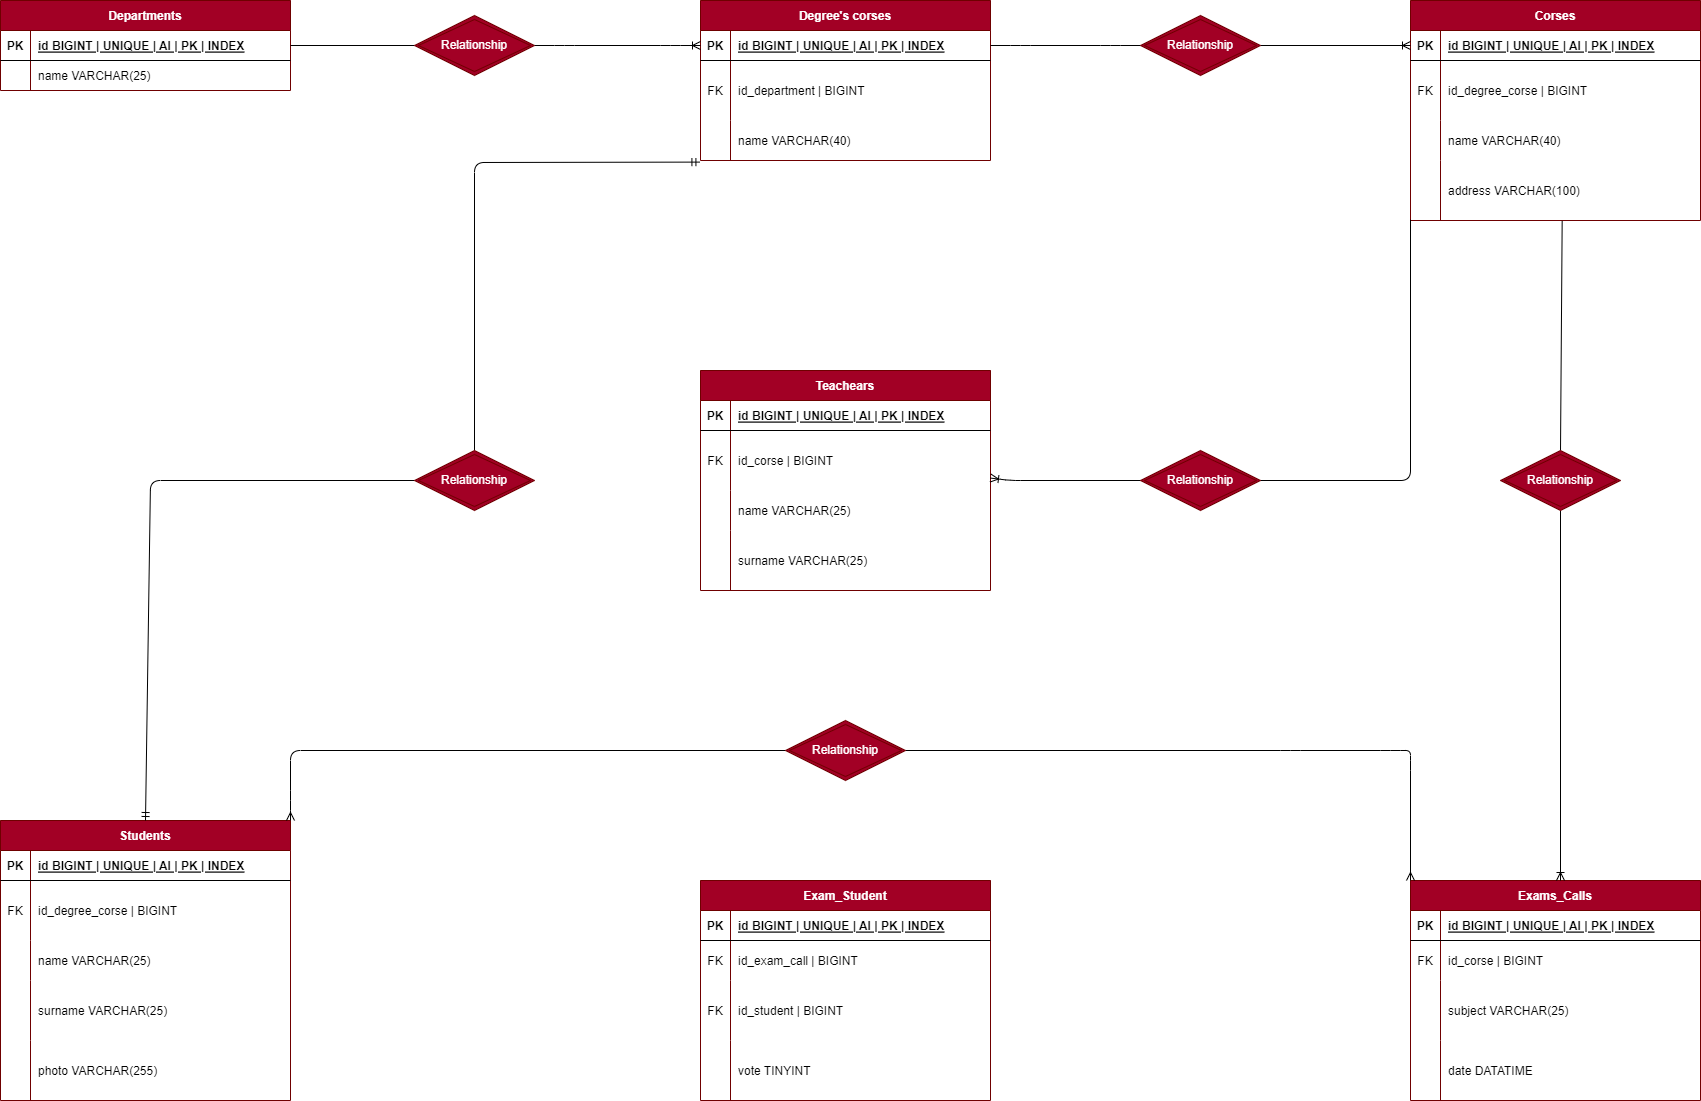 Departments
PK id BIGINT | UNIQUE | AI | PK | INDEX
name VARCHAR(25)
Relationship
Degree's corses
PK id BIGINT | UNIQUE | AI | PK | INDEX
FK id_department | BIGINT
name VARCHAR(40)
Relationship
Corses
PK id BIGINT | UNIQUE | AI | PK | INDEX
FK id_degree_corse | BIGINT
name VARCHAR(40)
address VARCHAR(100)
Relationship
Teachears
PK id BIGINT | UNIQUE | AI | PK | INDEX
FK id_corse | BIGINT
name VARCHAR(25)
surname VARCHAR(25)
Relationship
Relationship
Relationship
Students
PK id BIGINT | UNIQUE | AI | PK | INDEX
FK id_degree_corse | BIGINT
name VARCHAR(25)
surname VARCHAR(25)
photo VARCHAR(255)
Exam_Student
PK id BIGINT | UNIQUE | AI | PK | INDEX
FK id_exam_call | BIGINT
FK id_student | BIGINT
vote TINYINT
Exams_Calls
PK id BIGINT | UNIQUE | AI | PK | INDEX
FK id_corse | BIGINT
subject VARCHAR(25)
date DATATIME